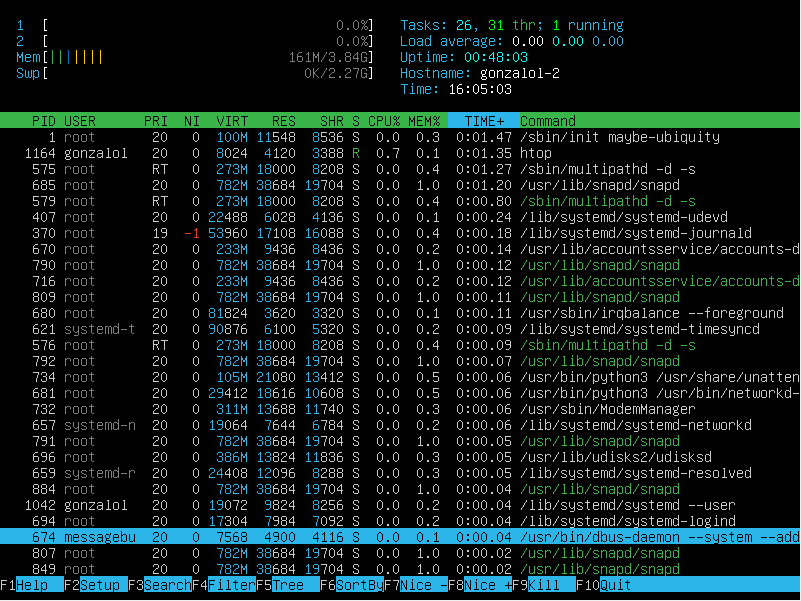 1 [ 0.0%] Tasks: 26, 31 thr; 1 running
2 [ 0.0%] Load average: 0.00 0.00 0.00
Mem[||||||| 161M/3.84G] Uptime: 00:48:03
Swp[ 0K/2.27G] Hostname: gonzalol-2
Time: 16:05:03
PID USER PRI NI VIRT RES SHR S CPU% MEM% TIME+ Command
1 root 20 0 100M 11548 8536 S 0.0 0.3 0:01.47 /sbin/init maybe-ubiquity
1164 gonzalol 20 0 8024 4120 3388 R 0.7 0.1 0:01.35 htop
575 root RT 0 273M 18000 8208 S 0.0 0.4 0:01.27 /sbin/multipathd -d -s
685 root 20 0 782M 38684 19704 S 0.0 1.0 0:01.20 /usr/lib/snapd/snapd
579 root RT 0 273M 18000 8208 S 0.0 0.4 0:00.80 /sbin/multipathd -d -s
407 root 20 0 22488 6028 4136 S 0.0 0.1 0:00.24 /lib/systemd/systemd-udevd
370 root 19 -1 53960 17108 16088 S 0.0 0.4 0:00.18 /lib/systemd/systemd-journald
670 root 20 0 233M 9436 8436 S 0.0 0.2 0:00.14 /usr/lib/accountsservice/accounts-d
790 root 20 0 782M 38684 19704 S 0.0 1.0 0:00.12 /usr/lib/snapd/snapd
716 root 20 0 233M 9436 8436 S 0.0 0.2 0:00.12 /usr/lib/accountsservice/accounts-d
809 root 20 0 782M 38684 19704 S 0.0 1.0 0:00.11 /usr/lib/snapd/snapd
680 root 20 0 81824 3620 3320 S 0.0 0.1 0:00.11 /usr/sbin/irqbalance --foreground
621 systemd-t 20 0 90876 6100 5320 S 0.0 0.2 0:00.09 /lib/systemd/systemd-timesyncd
576 root RT 0 273M 18000 8208 S 0.0 0.4 0:00.09 /sbin/multipathd -d -s
792 root 20 0 782M 38684 19704 S 0.0 1.0 0:00.07 /usr/lib/snapd/snapd
734 root 20 0 105M 21080 13412 S 0.0 0.5 0:00.06 /usr/bin/python3 /usr/share/unatten
681 root 20 0 29412 18616 10608 S 0.0 0.5 0:00.06 /usr/bin/python3 /usr/bin/networkd-
732 root 20 0 311M 13688 11740 S 0.0 0.3 0:00.06 /usr/sbin/ModemManager
657 systemd-n 20 0 19064 7644 6784 S 0.0 0.2 0:00.06 /lib/systemd/systemd-networkd
791 root 20 0 782M 38684 19704 S 0.0 1.0 0:00.05 /usr/lib/snapd/snapd
696 root 20 0 386M 13824 11836 S 0.0 0.3 0:00.05 /usr/lib/udisks2/udisksd
659 systemd-r 20 0 24408 12096 8288 S 0.0 0.3 0:00.05 /lib/systemd/systemd-resolved
884 root 20 0 782M 38684 19704 S 0.0 1.0 0:00.04 /usr/lib/snapd/snapd
1042 gonzalol 20 0 19072 9824 8256 S 0.0 0.2 0:00.04 /lib/systemd/systemd --user
694 root 20 0 17304 7984 7092 S 0.0 0.2 0:00.04 /lib/systemd/systemd-logind
674 messagebu 20 0 7568 4900 4116 S 0.0 0.1 0:00.04 /usr/bin/dbus-daemon --system --add
807 root 20 0 782M 38684 19704 S 0.0 1.0 0:00.02 /usr/lib/snapd/snapd
849 root 20 0 782M 38684 19704 S 0.0 1.0 0:00.02 /usr/lib/snapd/snapd
F1Help F2Setup F3SearchF4FilterF5Tree F6SortByF7Nice -F8Nice +F9Kill F10Quit